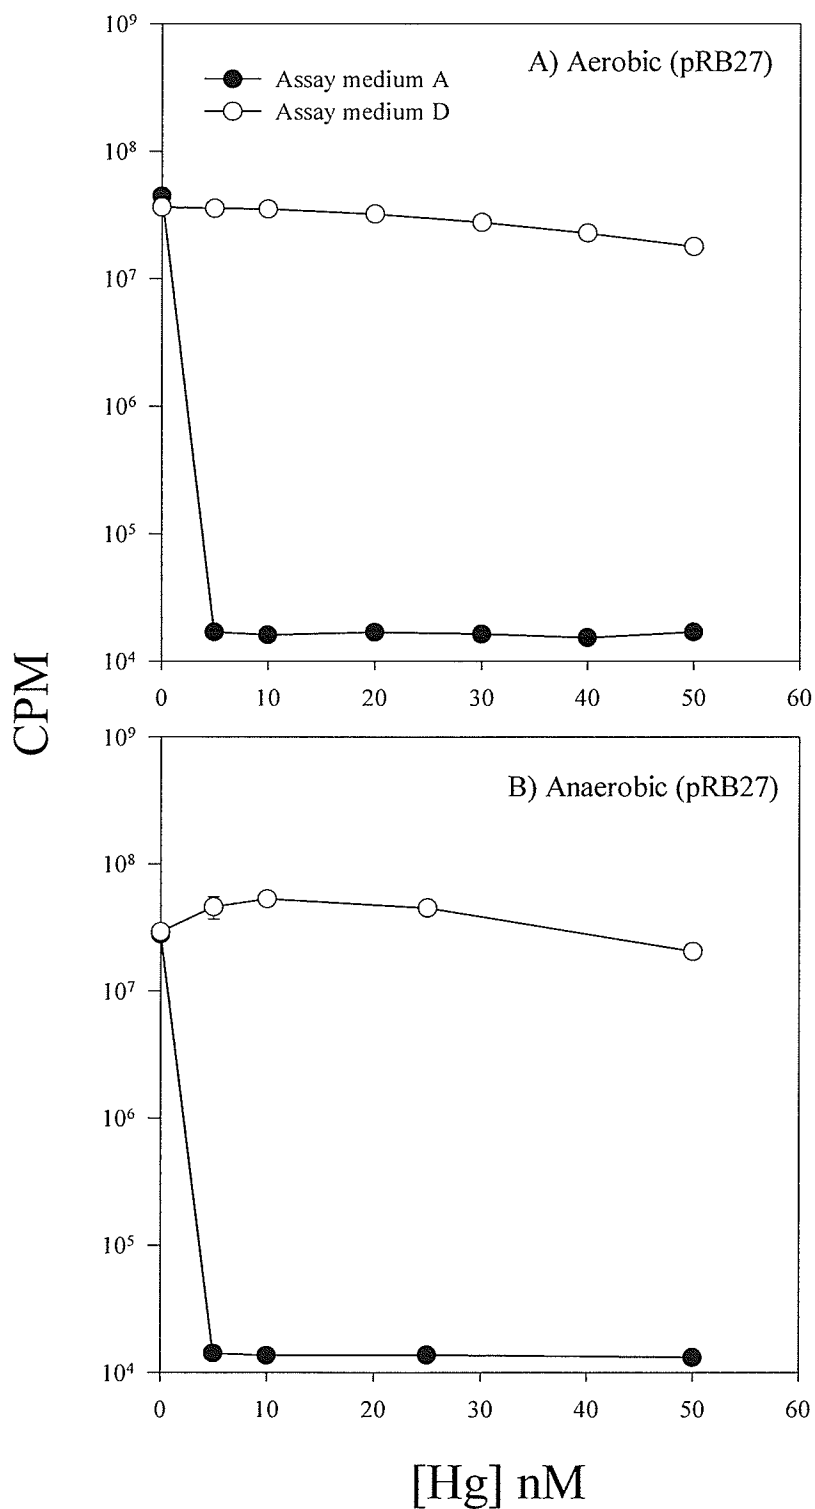 10⁹
A) Aerobic (pRB27)
Assay medium A
Assay medium D
10⁸
10⁷
10⁶
10⁵
10⁴
0 10 20 30 40 50 60
CPM
10⁹
B) Anaerobic (pRB27)
10⁸
10⁷
10⁶
10⁵
10⁴
0 10 20 30 40 50 60
[Hg] nM